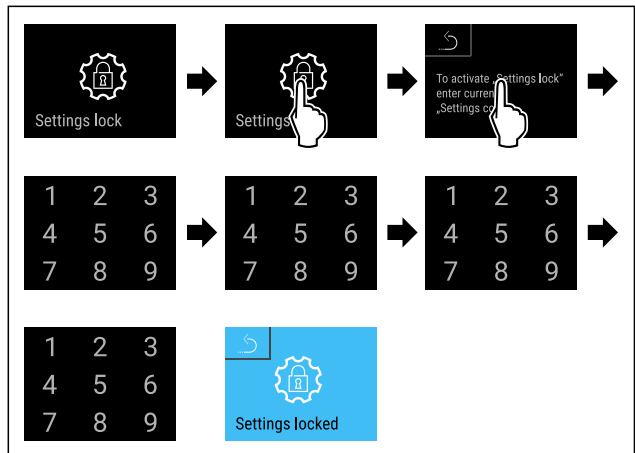 Settings lock
Settings
To activate „Settings lock"
enter curren
„Settings co
1 2 3
4 5 6
7 8 9
1 2 3
4 5 6
7 8 9
1 2 3
4 5 6
7 8 9
1 2 3
4 5 6
7 8 9
Settings locked